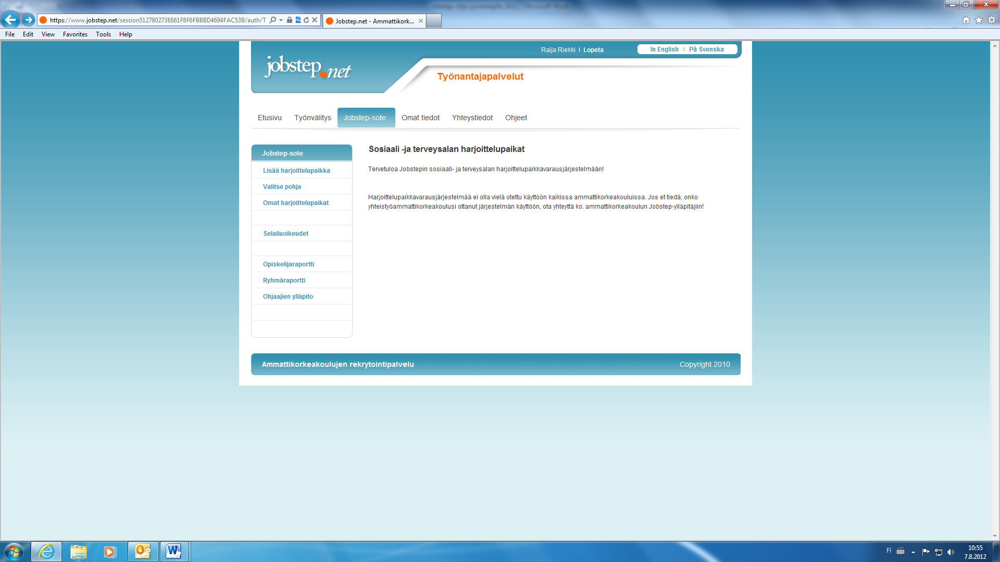 https://www.jobstep.net/session512780273E661F8F6FBBBD4694FAC53B/auth/T
Jobstep.net - Ammattikork...
File Edit View Favorites Tools Help
Raija Riekki | Lopeta
In English | På Svenska
jobstep.net
Työnantajapalvelut
Etusivu Työnvälitys Jobstep-sote Omat tiedot Yhteystiedot Ohjeet
Jobstep-sote
Lisää harjoittelupaikka
Valitse pohja
Omat harjoittelupaikat
Selailuoikeudet
Opiskelijaraportti
Ryhmäraportti
Ohjaajien ylläpito
Sosiaali -ja terveysalan harjoittelupaikat
Tervetuloa Jobstepin sosiaali- ja terveysalan harjoittelupaikkavarausjärjestelmään!
Harjoittelupaikkavarausjärjestelmää ei olla vielä otettu käyttöön kaikissa ammattikorkeakouluissa. Jos et tiedä, onko
yhteistyöammattikorkeakoulusi ottanut järjestelmän käyttöön, ota yhteyttä ko. ammattikorkeakoulun Jobstep-ylläpitäjiin!
Ammattikorkeakoulujen rekrytointipalvelu
Copyright 2010
FI
10:55
7.8.2012